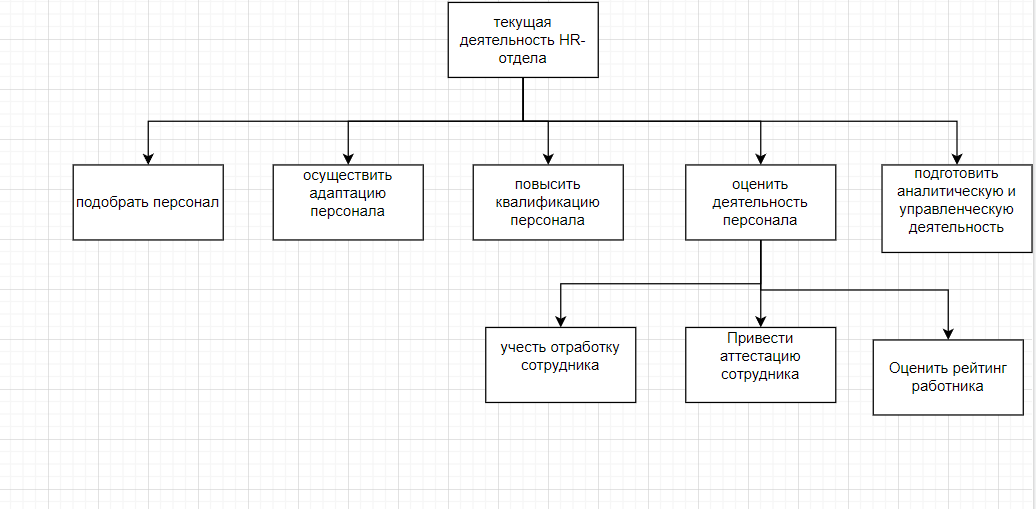 текущая
деятельность HR-
отдела
подобрать персонал
осуществить
адаптацию
персонала
повысить
квалификацию
персонала
оценить
деятельность
персонала
подготовить
аналитическую и
управленческую
деятельность
учесть отработку
сотрудника
Привести
аттестацию
сотрудника
Оценить рейтинг
работника